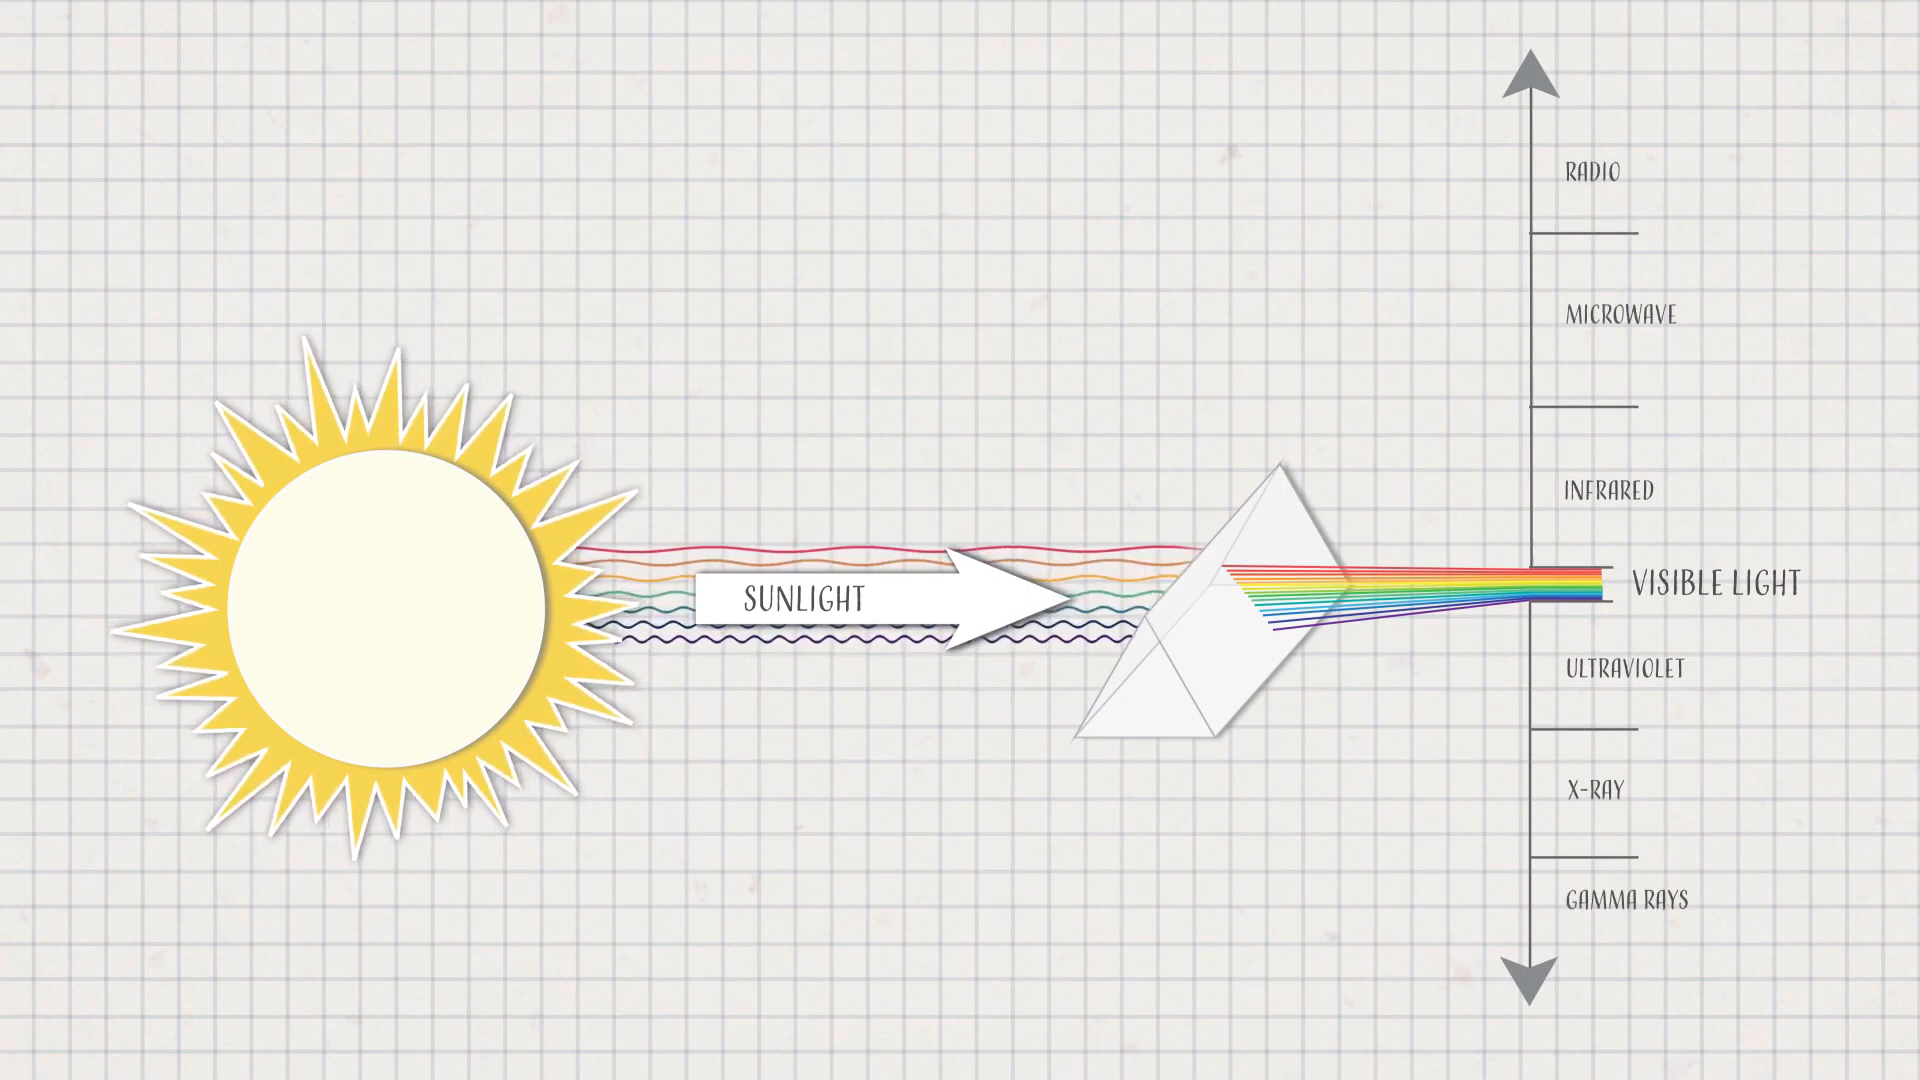 SUNLIGHT
RADIO
MICROWAVE
INFRARED
VISIBLE LIGHT
ULTRAVIOLET
X-RAY
GAMMA RAYS